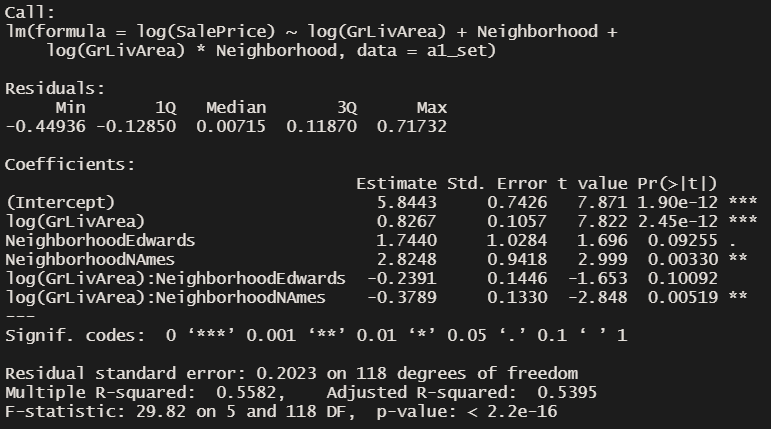 Call:
lm(formula = log(SalePrice) ~ log(GrLivArea) + Neighborhood +
    log(GrLivArea) * Neighborhood, data = a1_set)

Residuals:
     Min       1Q   Median       3Q      Max
-0.44936 -0.12850  0.00715  0.11870  0.71732

Coefficients:
                                   Estimate Std. Error t value Pr(>|t|)
(Intercept)                          5.8443     0.7426   7.871 1.90e-12 ***
log(GrLivArea)                       0.8267     0.1057   7.822 2.45e-12 ***
NeighborhoodEdwards                  1.7440     1.0284   1.696  0.09255 .
NeighborhoodNAmes                    2.8248     0.9418   2.999  0.00330 **
log(GrLivArea):NeighborhoodEdwards  -0.2391     0.1446  -1.653  0.10092
log(GrLivArea):NeighborhoodNAmes    -0.3789     0.1330  -2.848  0.00519 **
---
Signif. codes:  0 ‘***’ 0.001 ‘**’ 0.01 ‘*’ 0.05 ‘.’ 0.1 ‘ ’ 1

Residual standard error: 0.2023 on 118 degrees of freedom
Multiple R-squared:  0.5582,    Adjusted R-squared:  0.5395
F-statistic: 29.82 on 5 and 118 DF,  p-value: < 2.2e-16